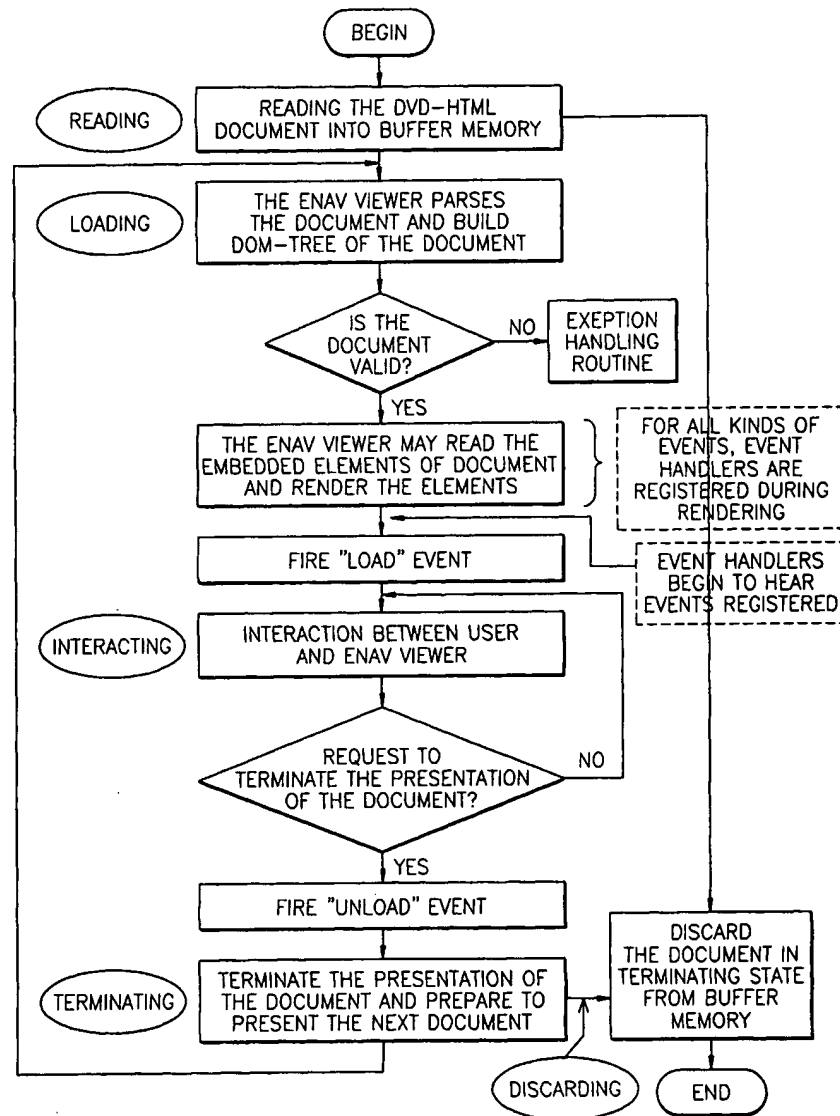 BEGIN
READING
READING THE DVD-HTML
DOCUMENT INTO BUFFER MEMORY
LOADING
THE ENAV VIEWER PARSES
THE DOCUMENT AND BUILD
DOM-TREE OF THE DOCUMENT
IS THE
DOCUMENT
VALID?
NO
EXEPTION
HANDLING
ROUTINE
YES
THE ENAV VIEWER MAY READ THE
EMBEDDED ELEMENTS OF DOCUMENT
AND RENDER THE ELEMENTS
FOR ALL KINDS OF
EVENTS, EVENT
HANDLERS ARE
REGISTERED DURING
RENDERING
FIRE "LOAD" EVENT
EVENT HANDLERS
BEGIN TO HEAR
EVENTS REGISTERED
INTERACTING
INTERACTION BETWEEN USER
AND ENAV VIEWER
REQUEST TO
TERMINATE THE PRESENTATION
OF THE DOCUMENT?
NO
YES
FIRE "UNLOAD" EVENT
TERMINATING
TERMINATE THE PRESENTATION OF
THE DOCUMENT AND PREPARE TO
PRESENT THE NEXT DOCUMENT
DISCARD
THE DOCUMENT IN
TERMINATING STATE
FROM BUFFER
MEMORY
DISCARDING
END